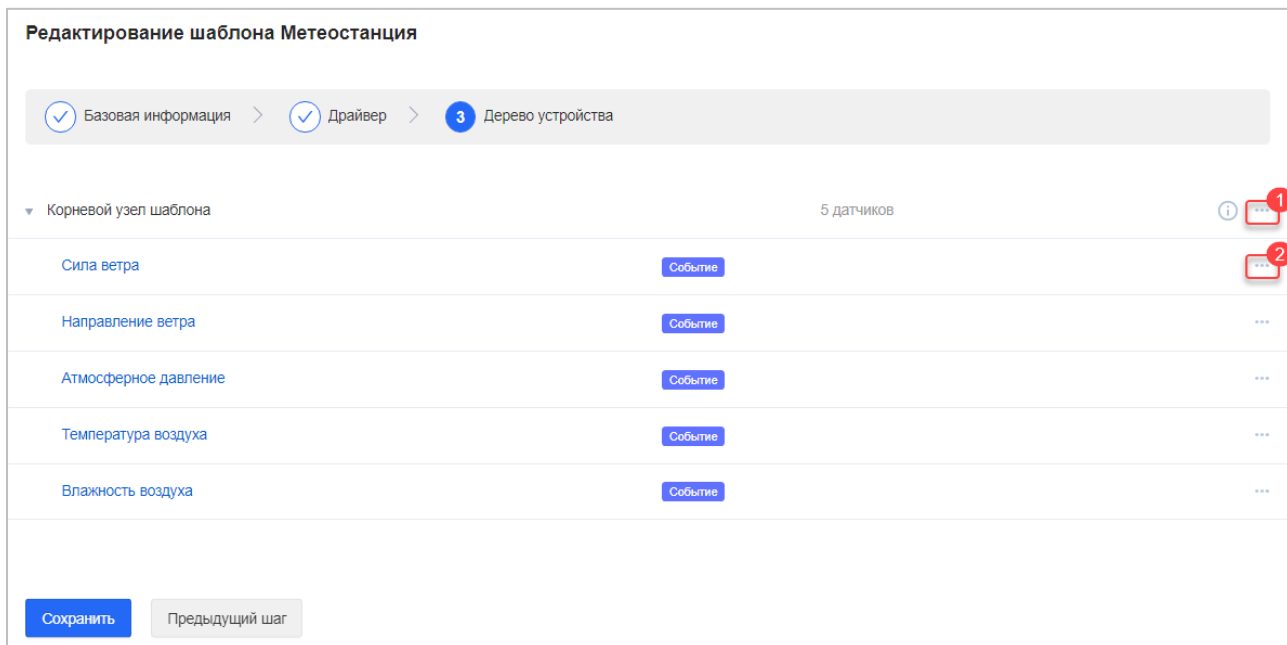 Редактирование шаблона Метеостанция
Базовая информация Драйвер 3 Дерево устройства
Корневой узел шаблона 5 датчиков 1
Сила ветра Событие 2
Направление ветра Событие
Атмосферное давление Событие
Температура воздуха Событие
Влажность воздуха Событие
Сохранить Предыдущий шаг